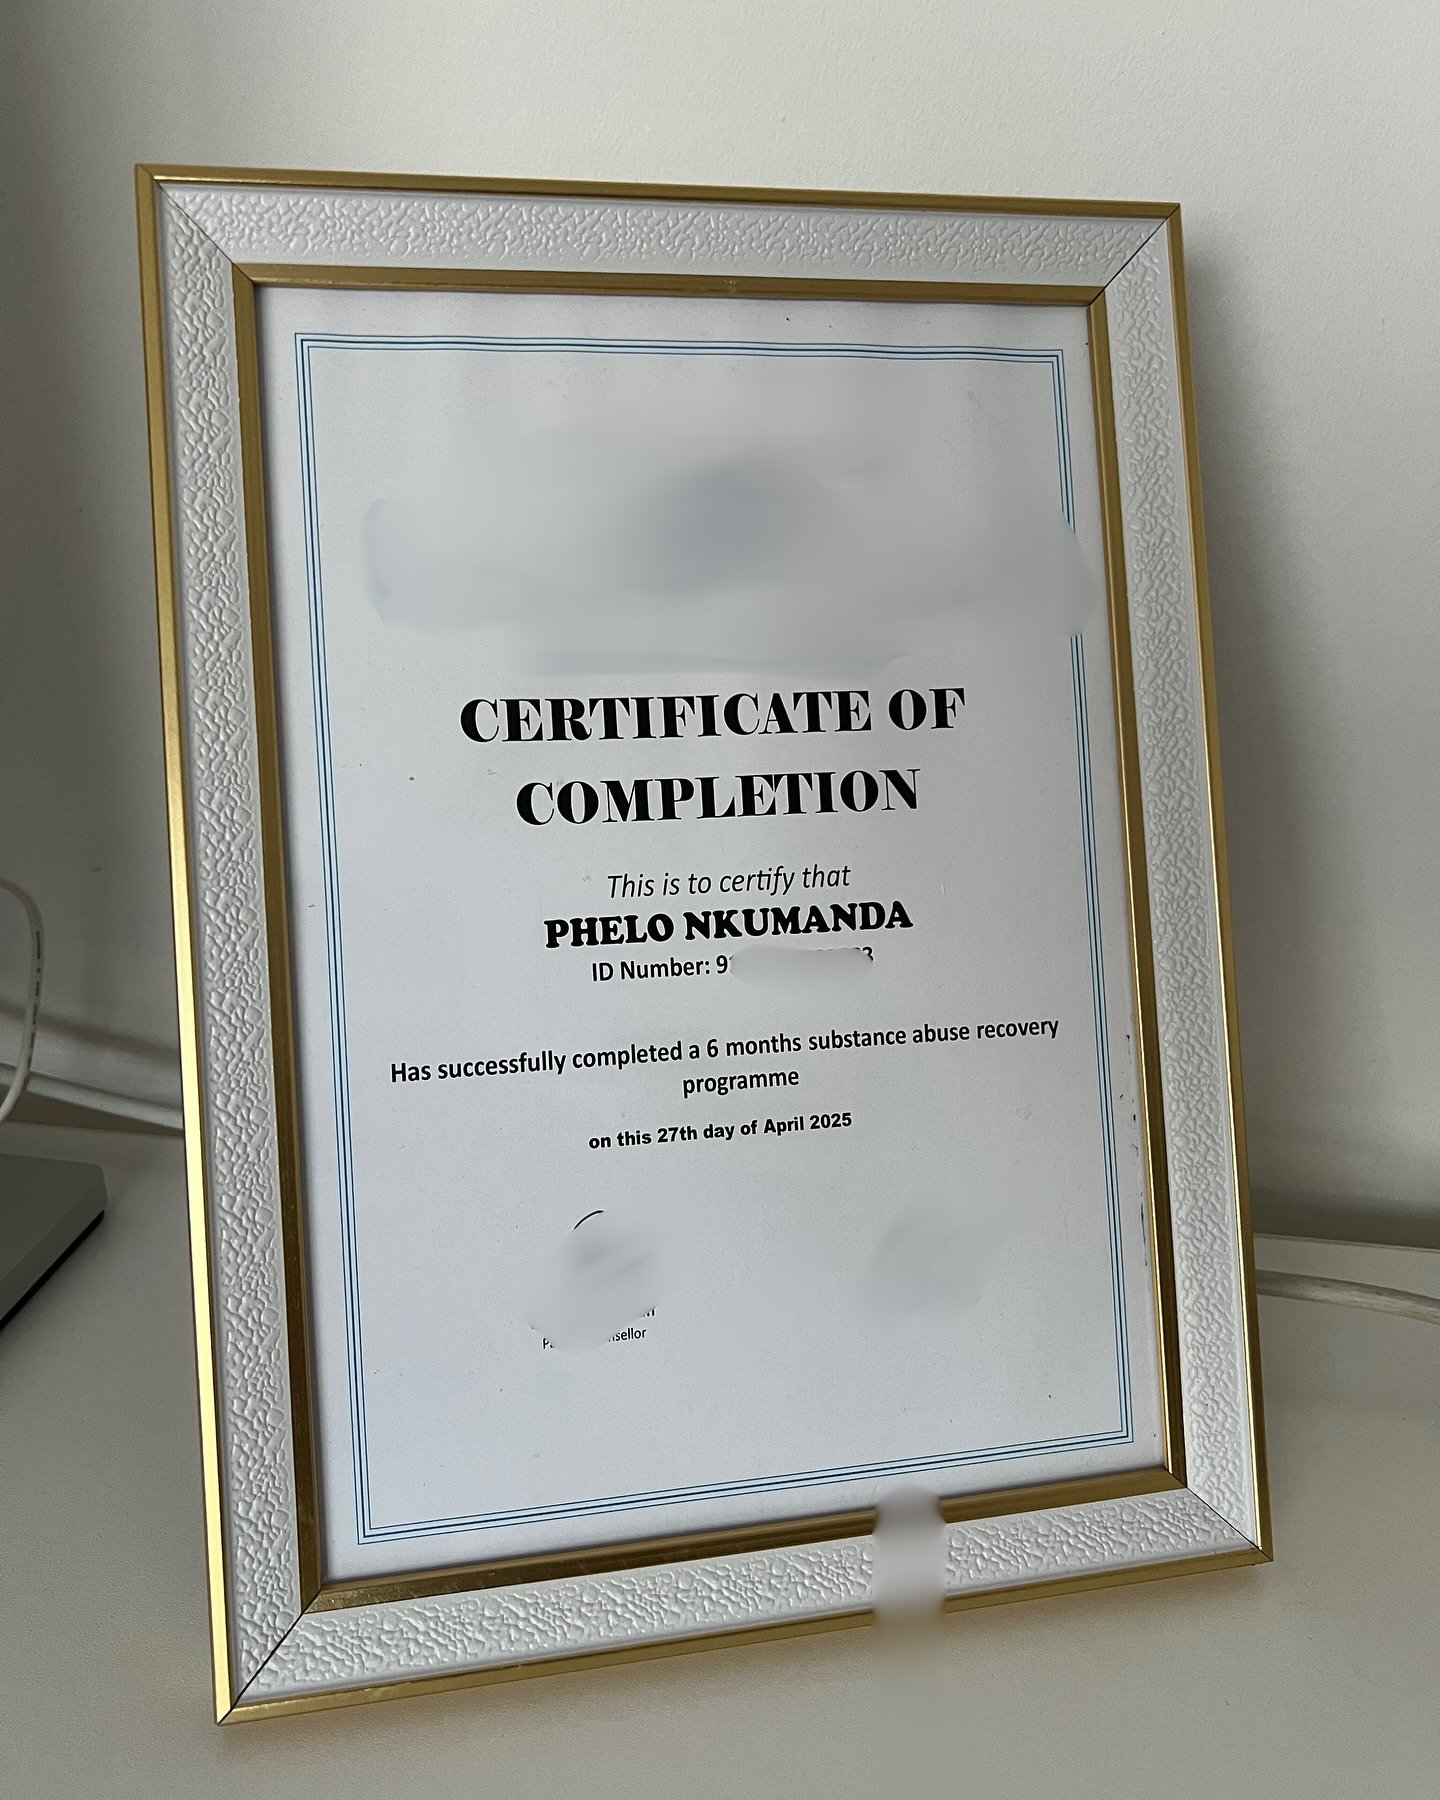 CERTIFICATE OF
COMPLETION
This is to certify that
PHELO NKUMANDA
ID Number: 9
Has successfully completed a 6 months substance abuse recovery
programme
on this 27th day of April 2025